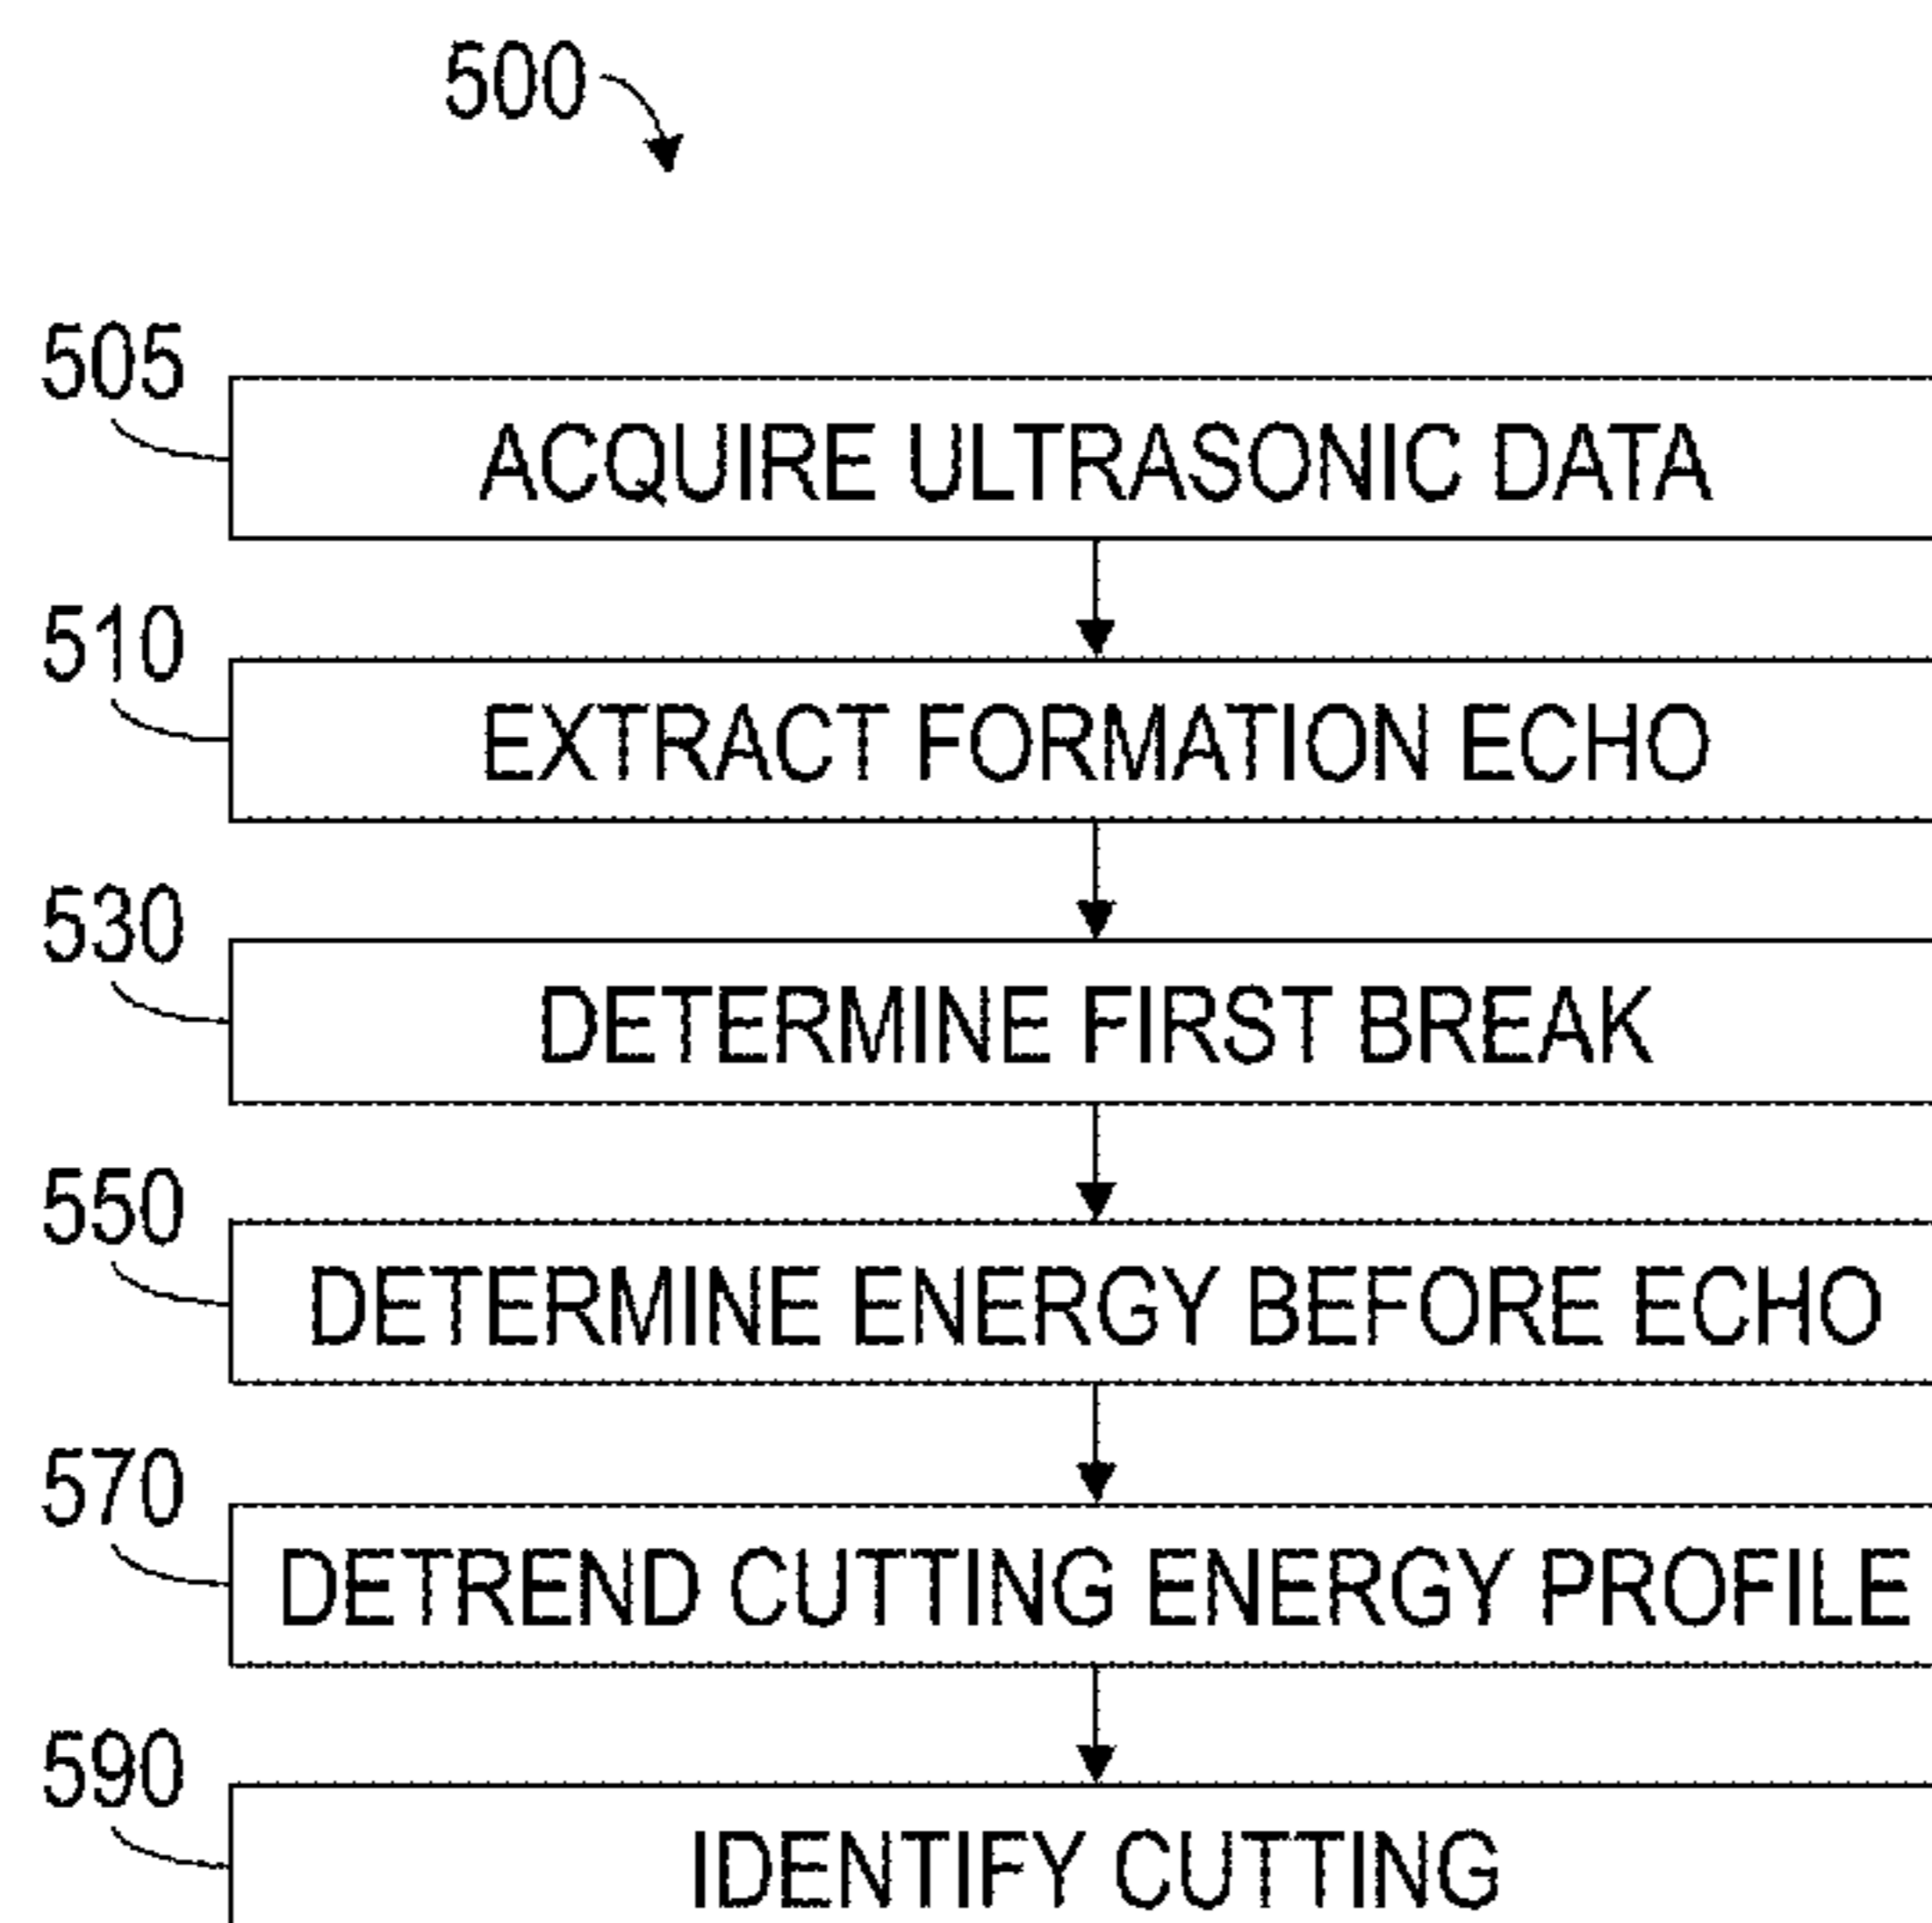 500
505
ACQUIRE ULTRASONIC DATA
510
EXTRACT FORMATION ECHO
530
DETERMINE FIRST BREAK
550
DETERMINE ENERGY BEFORE ECHO
570
DETREND CUTTING ENERGY PROFILE
590
IDENTIFY CUTTING